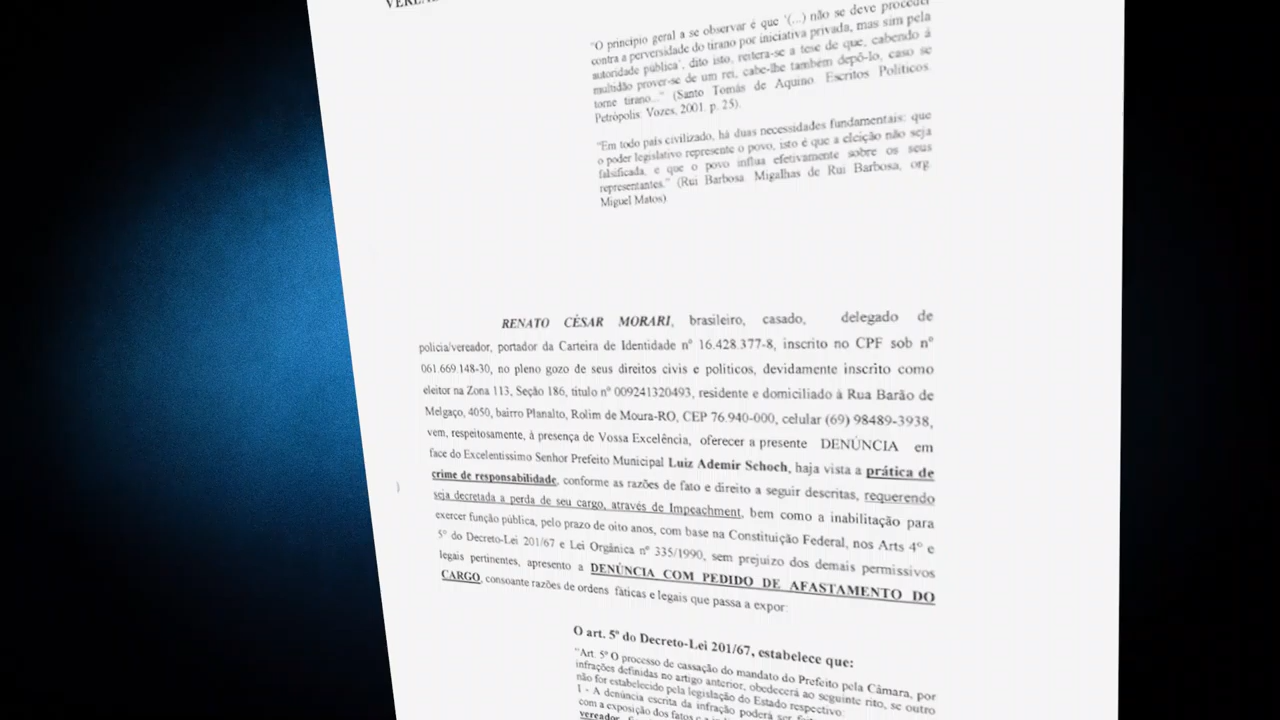 "O princípio geral a se observar é que '(...) não se deve proceder
contra a perversidade do tirano por iniciativa privada, mas sim pela
autoridade pública', dito isto, reitera-se a tese de que, cabendo à
multidão prover-se de um rei, cabe-lhe também depô-lo, caso se
torne tirano..." (Santo Tomás de Aquino. Escritos Políticos.
Petrópolis: Vozes, 2001. p. 25).
"Em todo país civilizado, há duas necessidades fundamentais: que
o poder legislativo represente o povo, isto é que a eleição não seja
falsificada, e que o povo influa efetivamente sobre os seus
representantes." (Rui Barbosa. Migalhas de Rui Barbosa, org.
Miguel Matos)
RENATO CÉSAR MORARI, brasileiro, casado, delegado de
policia/vereador, portador da Carteira de Identidade nº 16.428.377-8, inscrito no CPF sob nº
061.669.148-30, no pleno gozo de seus direitos civis e politicos, devidamente inscrito como
eleitor na Zona 113, Seção 186, titulo nº 009241320493, residente e domiciliado à Rua Barão de
Melgaço, 4050, bairro Planalto, Rolim de Moura-RO, CEP 76.940-000, celular (69) 98489-3938,
vem, respeitosamente, à presença de Vossa Excelência, oferecer a presente DENÚNCIA em
face do Excelentissimo Senhor Prefeito Municipal Luiz Ademir Schoch, haja vista a prática de
crime de responsabilidade, conforme as razões de fato e direito a seguir descritas, requerendo
seja decretada a perda de seu cargo, através de Impeachment, bem como a inabilitação para
exercer função pública, pelo prazo de oito anos, com base na Constituição Federal, nos Arts 4º e
5º do Decreto-Lei 201/67 e Lei Orgânica nº 335/1990, sem prejuizo dos demais permissivos
legais pertinentes, apresento a DENÚNCIA COM PEDIDO DE AFASTAMENTO DO
CARGO, consoante razões de ordens fàticas e legais que passa a expor:
O art. 5º do Decreto-Lei 201/67, estabelece que:
"Art. 5º O processo de cassação do mandato do Prefeito pela Câmara, por
infrações definidas no artigo anterior, obedecerá ao seguinte rito, se outro
não for estabelecido pela legislação do Estado respectivo:
I - A denúncia escrita da infração poderá ser
com a exposição dos fatos e a
vereador